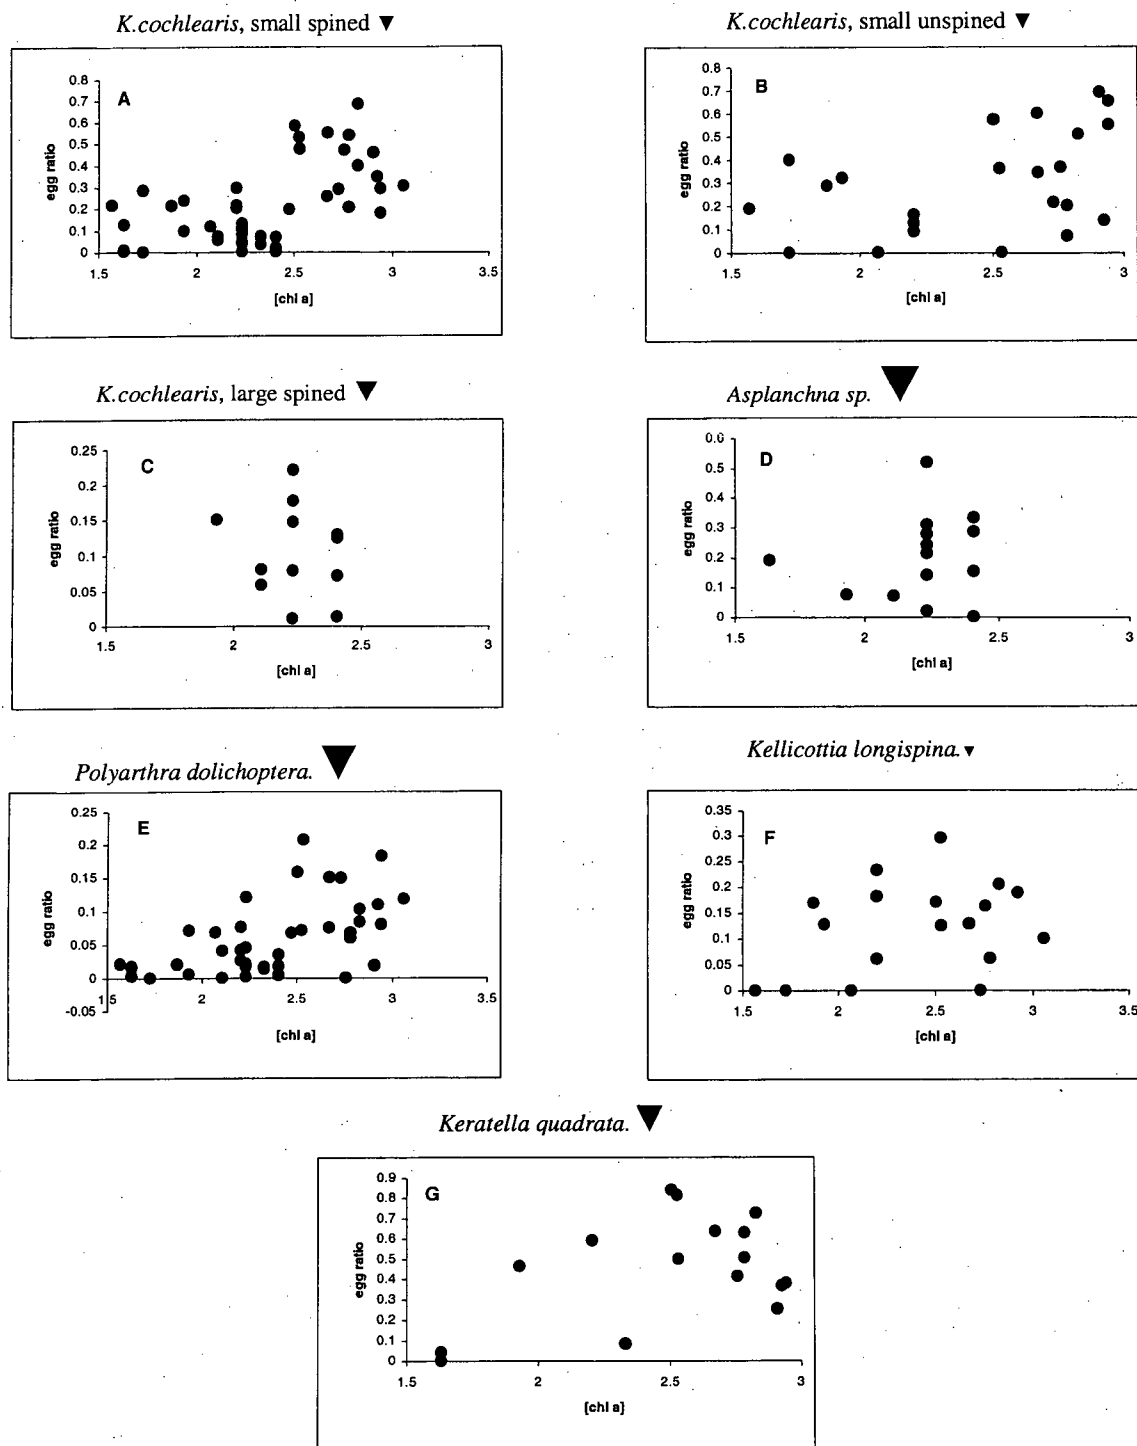 K.cochlearis, small spined
K.cochlearis, small unspined
A
egg ratio
0.8
0.7
0.6
0.5
0.4
0.3
0.2
0.1
0
1.5 2 2.5 3 3.5
[chl a]
B
egg ratio
0.8
0.7
0.6
0.5
0.4
0.3
0.2
0.1
0
1.5 2 2.5 3
[chl a]
K.cochlearis, large spined
Asplanchna sp.
C
egg ratio
0.25
0.2
0.15
0.1
0.05
0
1.5 2 2.5 3
[chl a]
D
egg ratio
0.6
0.5
0.4
0.3
0.2
0.1
0
1.5 2 2.5 3
[chl a]
Polyarthra dolichoptera.
Kellicottia longispina.
E
egg ratio
0.25
0.2
0.15
0.1
0.05
0
-0.05
1.5 2 2.5 3 3.5
[chl a]
F
egg ratio
0.35
0.3
0.25
0.2
0.15
0.1
0.05
0
1.5 2 2.5 3 3.5
[chl a]
Keratella quadrata.
G
egg ratio
0.9
0.8
0.7
0.6
0.5
0.4
0.3
0.2
0.1
0
1.5 2 2.5 3
[chl a]